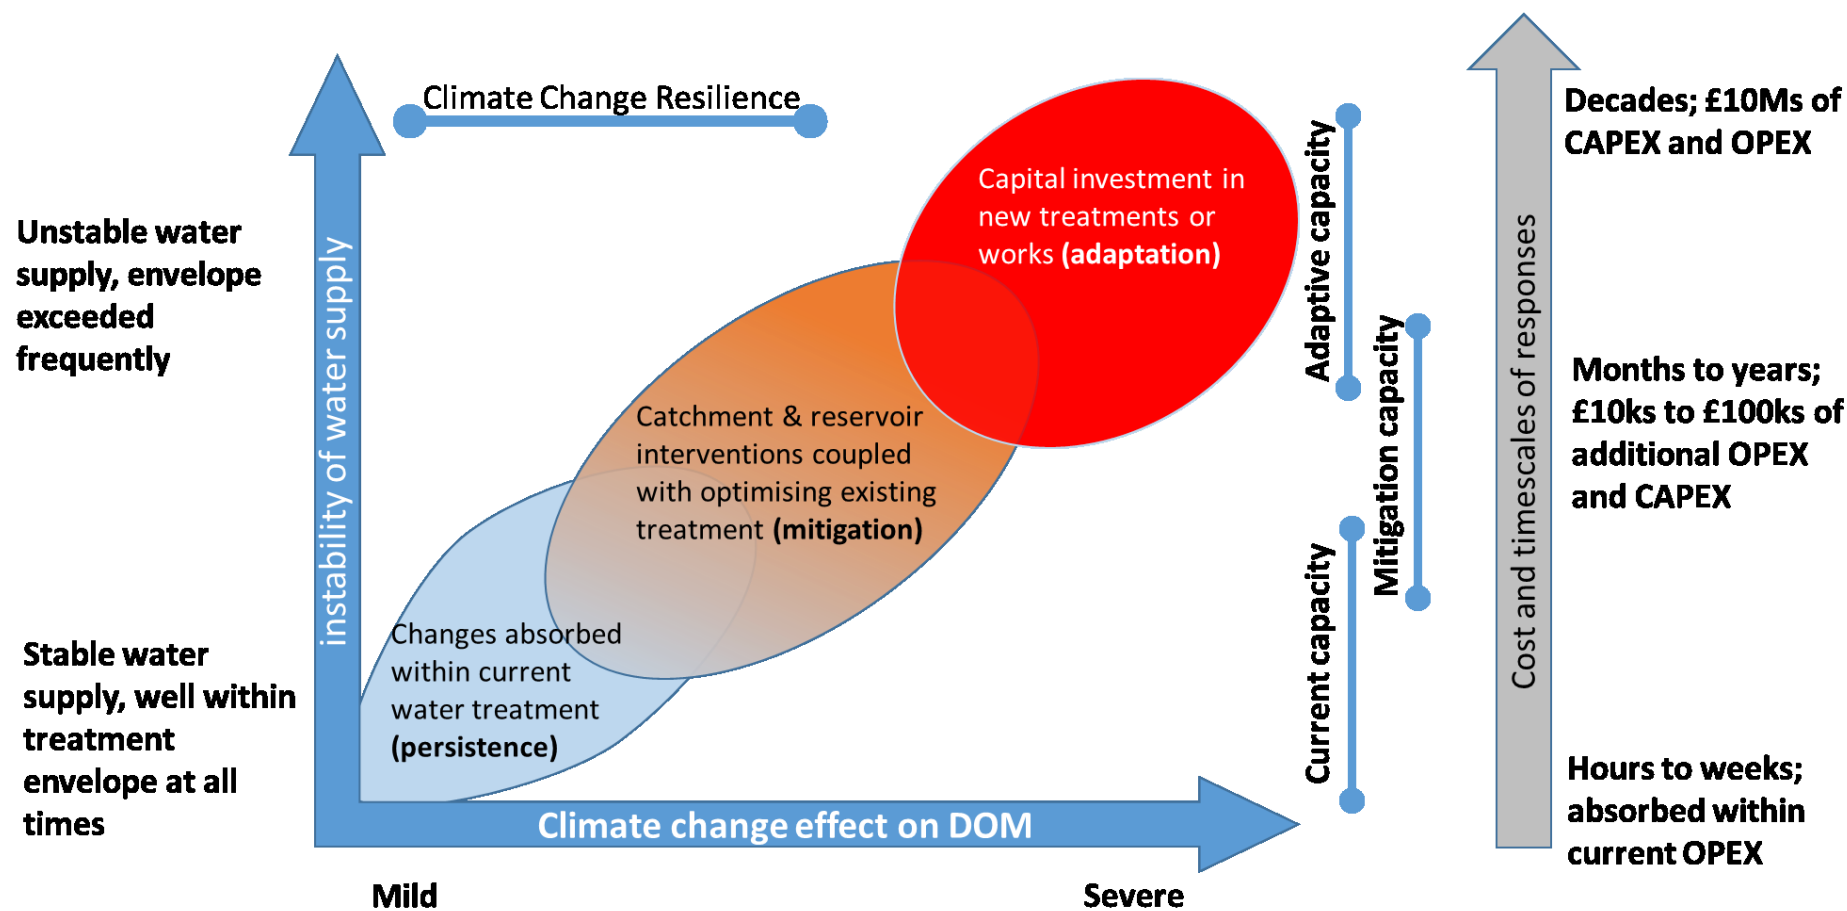 Climate Change Resilience
Unstable water
supply, envelope
exceeded
frequently
Stable water
supply, well within
treatment
envelope at all
times
instability of water supply
Capital investment in
new treatments or
works (adaptation)
Catchment & reservoir
interventions coupled
with optimising existing
treatment (mitigation)
Changes absorbed
within current
water treatment
(persistence)
Climate change effect on DOM
Mild
Severe
Adaptive capacity
Mitigation capacity
Current capacity
Cost and timescales of responses
Decades; £10Ms of
CAPEX and OPEX
Months to years;
£10ks to £100ks of
additional OPEX
and CAPEX
Hours to weeks;
absorbed within
current OPEX